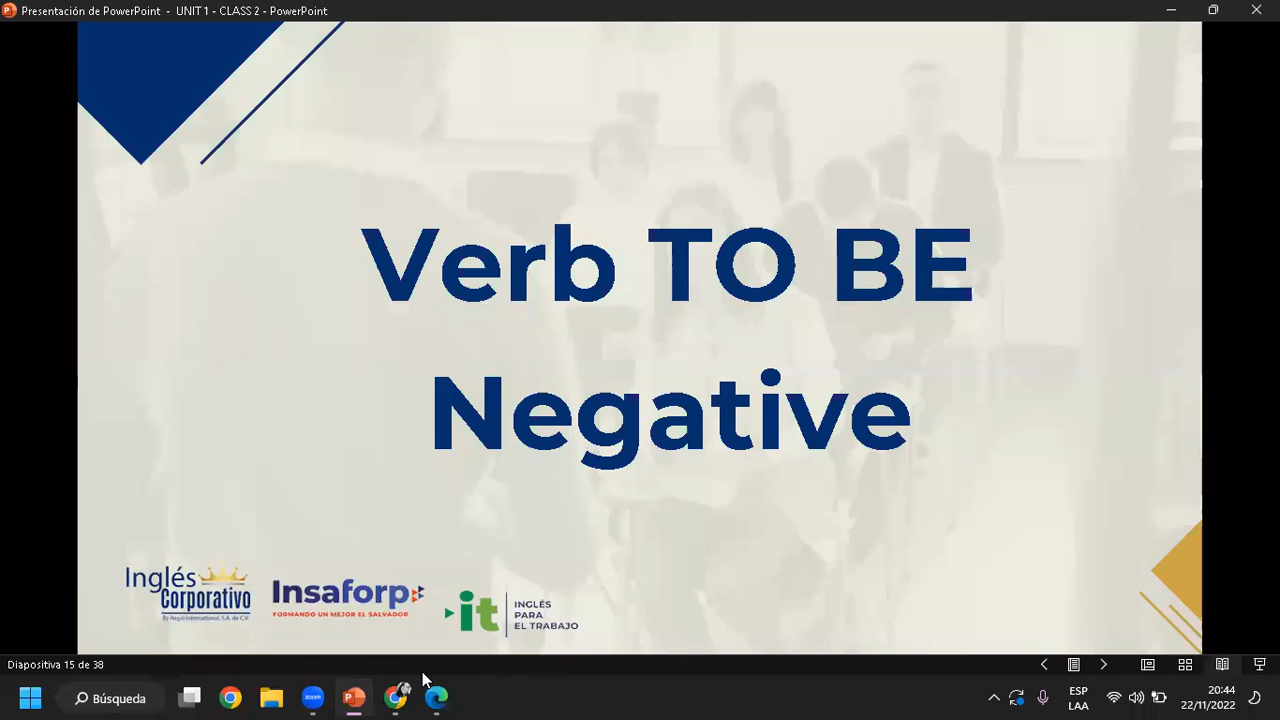 Presentación de PowerPoint - UNIT 1 - CLASS 2 - PowerPoint
Verb TO BE
Negative
Inglés
Corporativo
By Regal International, S.A. de C.V.
Insaforp
FORMANDO UN MEJOR EL SALVADOR
it
INGLÉS
PARA
EL TRABAJO
Diapositiva 15 de 38
Búsqueda
zoom
ESP
LAA
20:44
22/11/2022